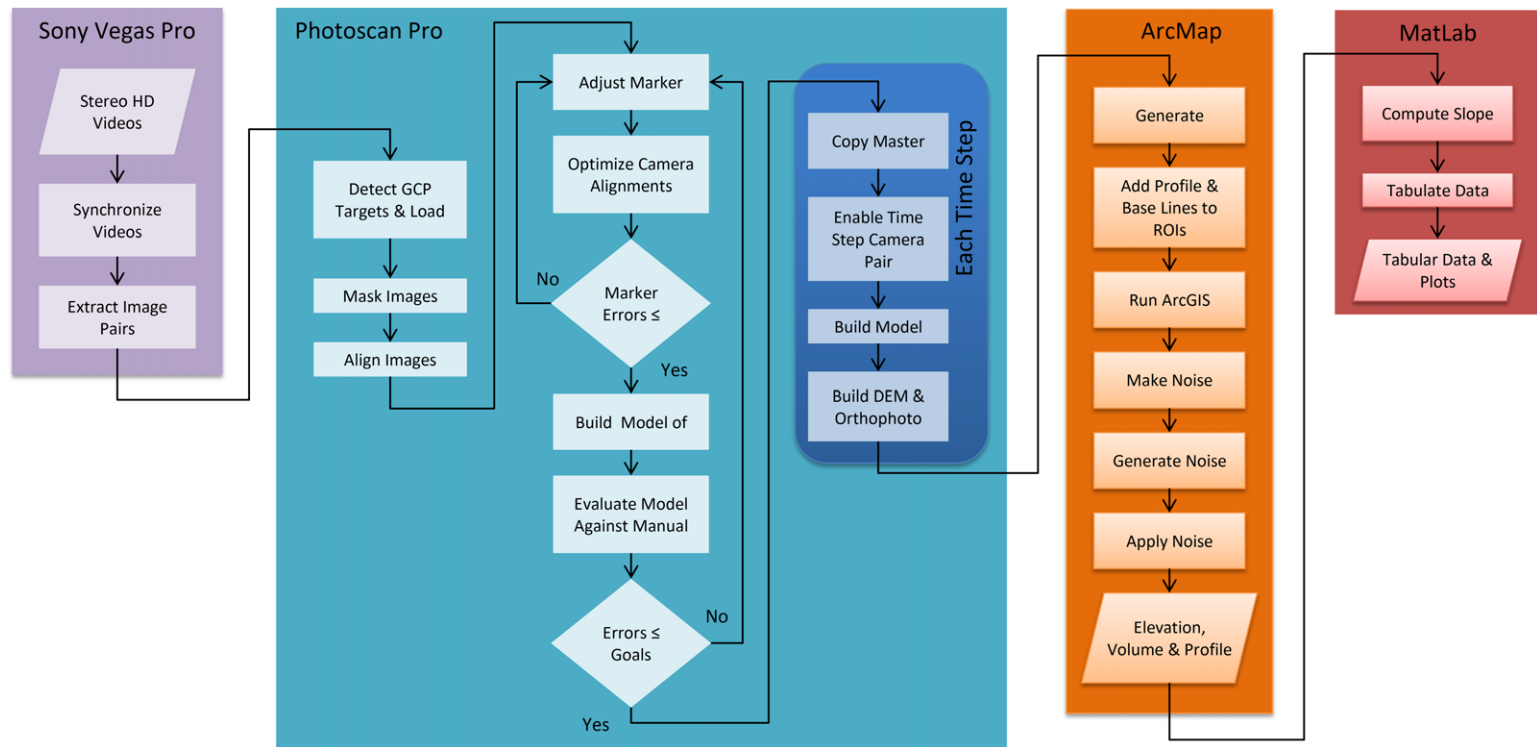 Sony Vegas Pro
Stereo HD
Videos
Synchronize
Videos
Extract Image
Pairs
Photoscan Pro
Detect GCP
Targets & Load
Mask Images
Align Images
Adjust Marker
Optimize Camera
Alignments
No
Marker
Errors ≤
Yes
Build  Model of
Evaluate Model
Against Manual
No
Errors ≤
Goals
Yes
Each Time Step
Copy Master
Enable Time
Step Camera
Pair
Build Model
Build DEM &
Orthophoto
ArcMap
Generate
Add Profile &
Base Lines to
ROIs
Run ArcGIS
Make Noise
Generate Noise
Apply Noise
Elevation,
Volume & Profile
MatLab
Compute Slope
Tabulate Data
Tabular Data &
Plots